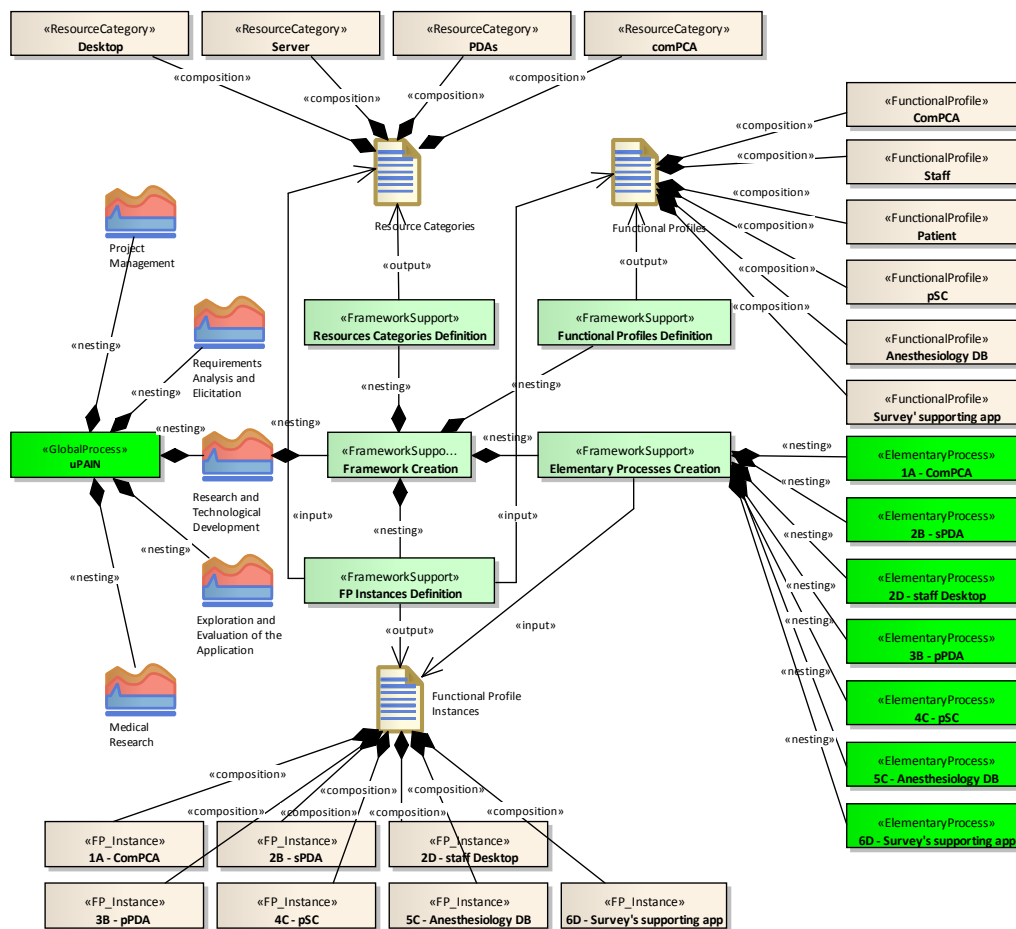 «ResourceCategory»
Desktop
«ResourceCategory»
Server
«ResourceCategory»
PDAs
«ResourceCategory»
comPCA
«composition»
«composition»
«composition»
«composition»
Resource Categories
Functional Profiles
«composition»
«composition»
«composition»
«composition»
«composition»
«composition»
«FunctionalProfile»
ComPCA
«FunctionalProfile»
Staff
«FunctionalProfile»
Patient
«FunctionalProfile»
pSC
«FunctionalProfile»
Anesthesiology DB
«FunctionalProfile»
Survey' supporting app
Project
Management
«output»
«output»
«FrameworkSupport»
Resources Categories Definition
«FrameworkSupport»
Functional Profiles Definition
«nesting»
Requirements
Analysis and
Elicitation
«nesting»
«nesting»
«nesting»
«GlobalProcess»
uPAIN
«nesting»
«nesting»
«FrameworkSuppo...
Framework Creation
«nesting»
«FrameworkSupport»
Elementary Processes Creation
Research and
Technological
Development
«nesting»
«nesting»
«nesting»
«input»
«input»
«FrameworkSupport»
FP Instances Definition
Exploration and
Evaluation of the
Application
Medical
Research
«output»
«input»
Functional Profile
Instances
«nesting»
«nesting»
«nesting»
«nesting»
«nesting»
«nesting»
«nesting»
«ElementaryProcess»
1A - ComPCA
«ElementaryProcess»
2B - sPDA
«ElementaryProcess»
2D - staff Desktop
«ElementaryProcess»
3B - pPDA
«ElementaryProcess»
4C - pSC
«ElementaryProcess»
5C - Anesthesiology DB
«ElementaryProcess»
6D - Survey's supporting app
«composition»
«composition»
«composition»
«composition»
«composition»
«composition»
«composition»
«FP_Instance»
1A - ComPCA
«FP_Instance»
2B - sPDA
«FP_Instance»
2D - staff Desktop
«FP_Instance»
3B - pPDA
«FP_Instance»
4C - pSC
«FP_Instance»
5C - Anesthesiology DB
«FP_Instance»
6D - Survey's supporting app